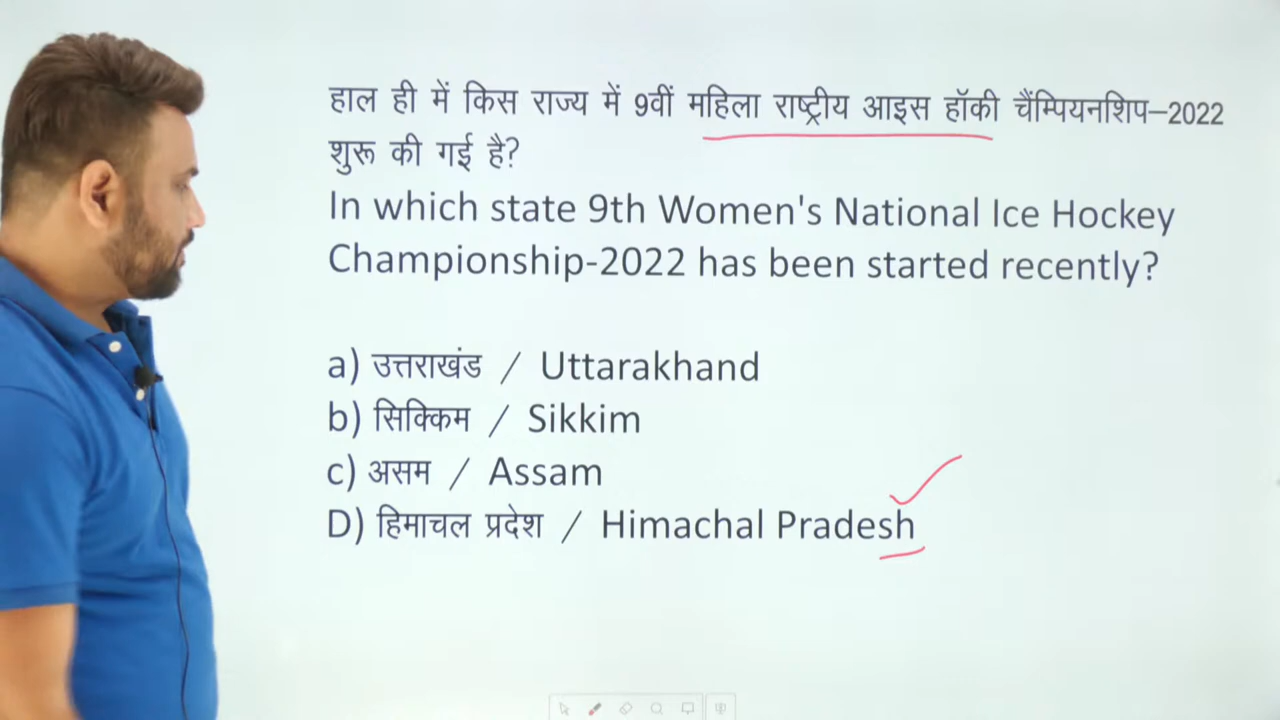 हाल ही में किस राज्य में 9वीं महिला राष्ट्रीय आइस हॉकी चैंम्पियनशिप–2022
शुरू की गई है?
In which state 9th Women's National Ice Hockey
Championship-2022 has been started recently?
a) उत्तराखंड / Uttarakhand
b) सिक्किम / Sikkim
c) असम / Assam
D) हिमाचल प्रदेश / Himachal Pradesh